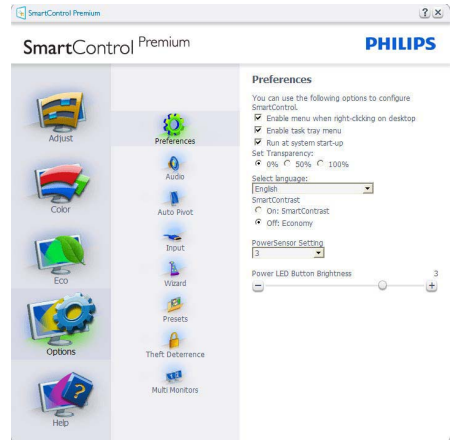 SmartControl Premium
SmartControl Premium
PHILIPS
Adjust
Color
Eco
Options
Help
Preferences
Audio
Auto Pivot
Input
Wizard
Presets
Theft Deterrence
Multi Monitors
Preferences
You can use the following options to configure
SmartControl.
Enable menu when right-clicking on desktop
Enable task tray menu
Run at system start-up
Set Transparency:
0% 50% 100%
Select language:
English
SmartContrast
On: SmartContrast
Off: Economy
PowerSensor Setting
3
Power LED Button Brightness 3